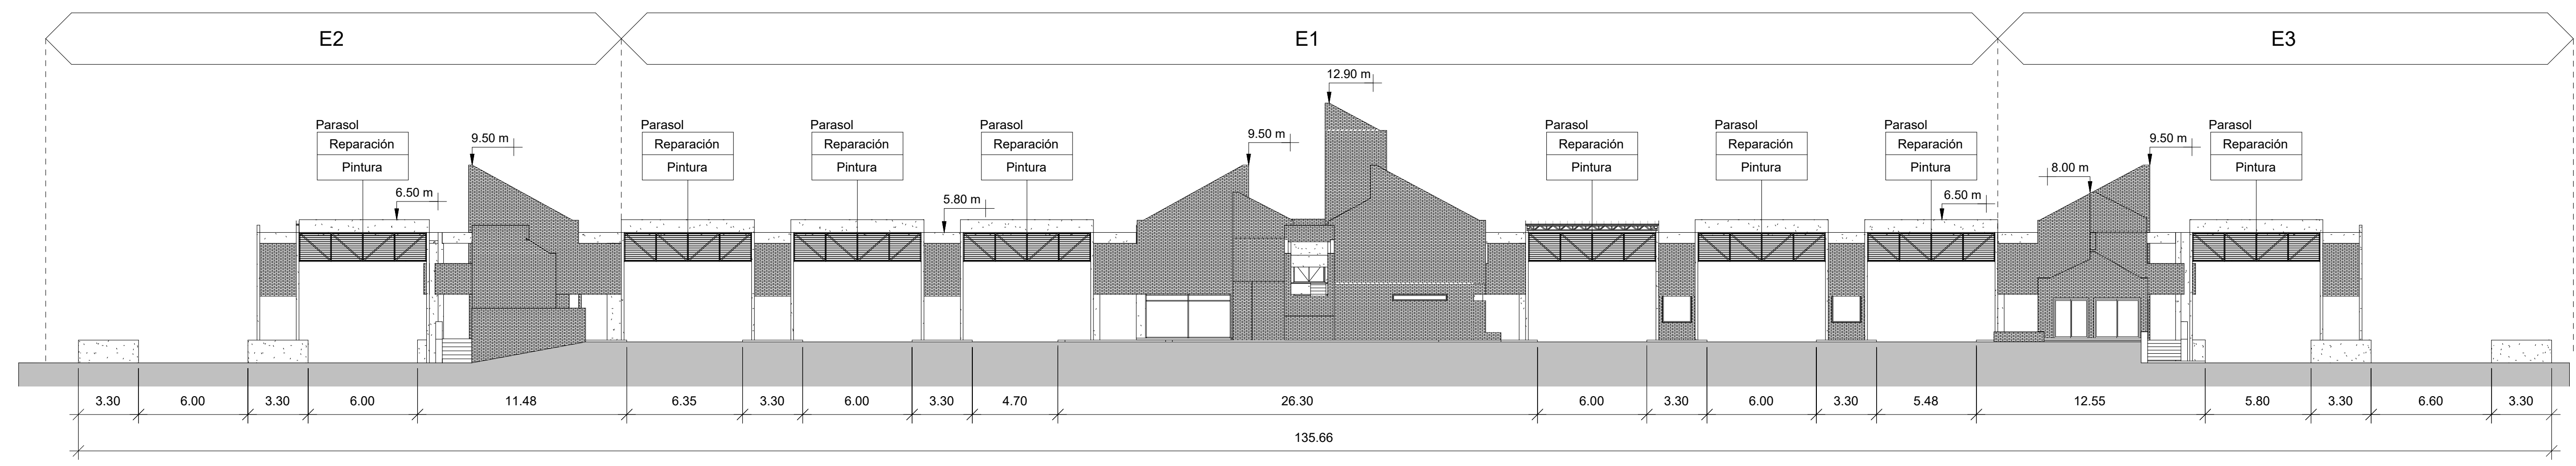 E2
E1
E3
12.90 m
Parasol
Reparación
Pintura
9.50 m
6.50 m
Parasol
Reparación
Pintura
Parasol
Reparación
Pintura
5.80 m
Parasol
Reparación
Pintura
9.50 m
Parasol
Reparación
Pintura
Parasol
Reparación
Pintura
Parasol
Reparación
Pintura
6.50 m
8.00 m
9.50 m
Parasol
Reparación
Pintura
3.30 6.00 3.30 6.00 11.48 6.35 3.30 6.00 3.30 4.70 26.30 6.00 3.30 6.00 3.30 5.48 12.55 5.80 3.30 6.60 3.30
135.66